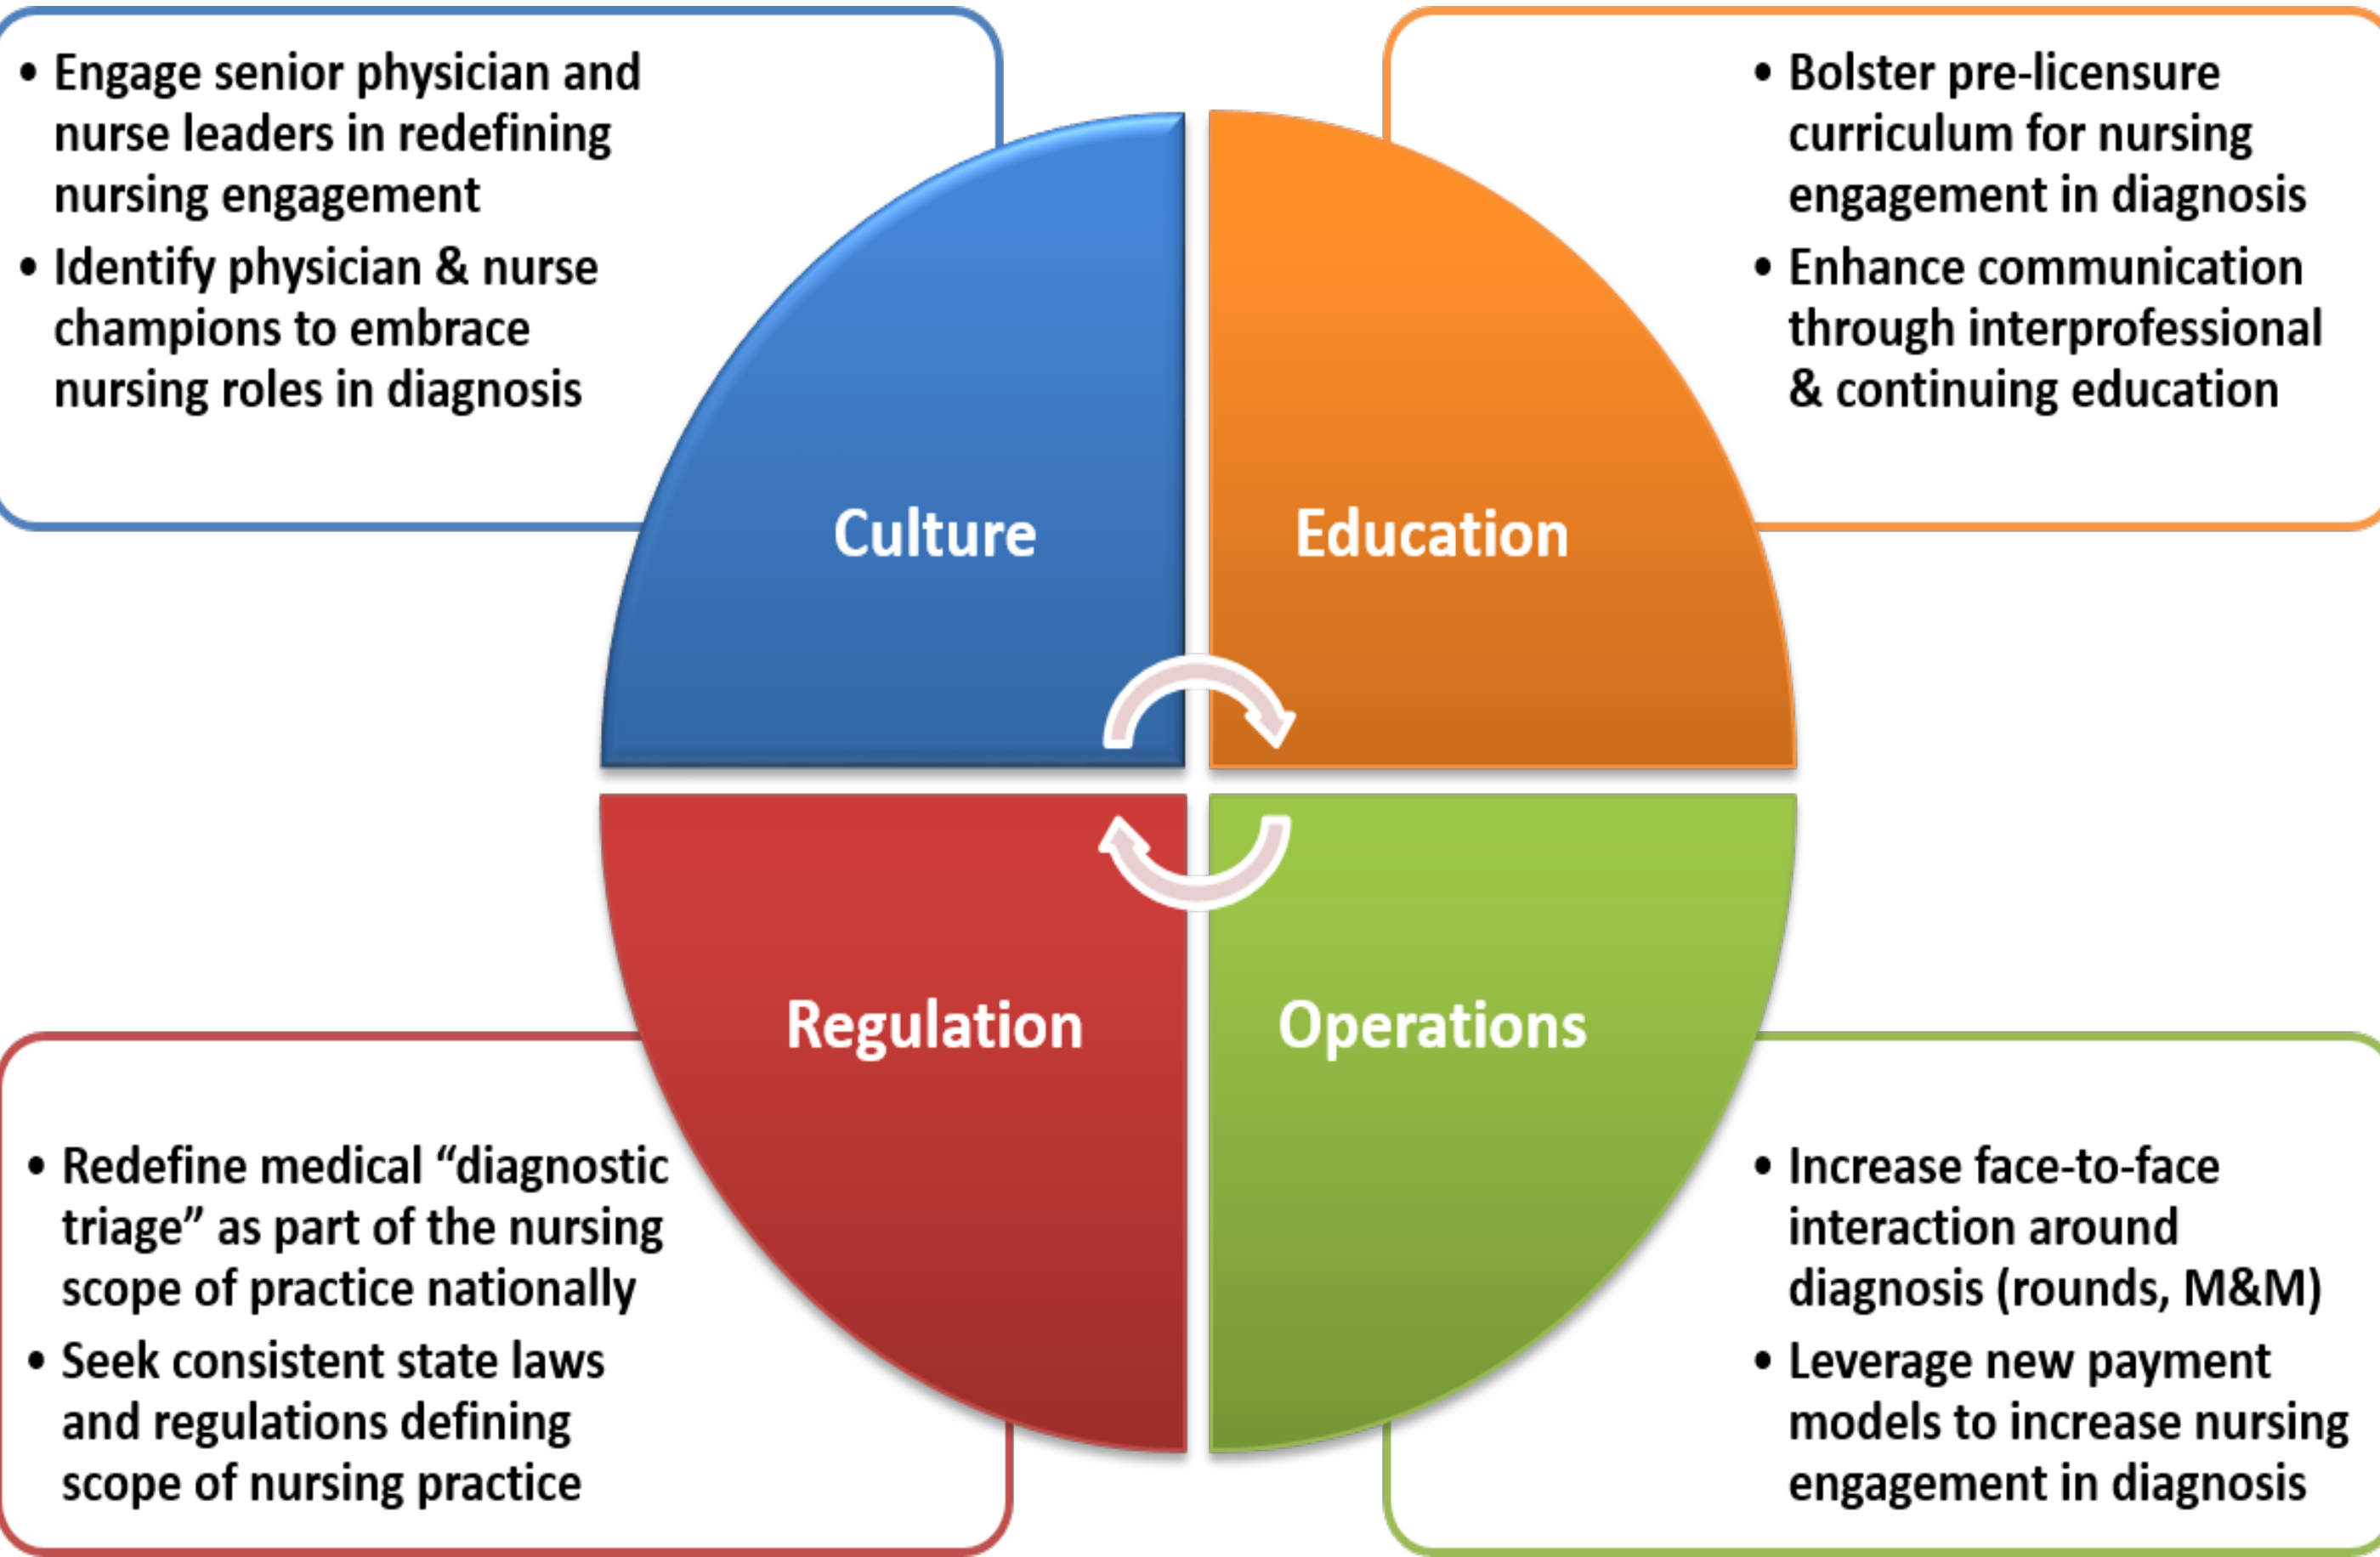 • Engage senior physician and
nurse leaders in redefining
nursing engagement
• Identify physician & nurse
champions to embrace
nursing roles in diagnosis
• Bolster pre-licensure
curriculum for nursing
engagement in diagnosis
• Enhance communication
through interprofessional
& continuing education
Culture
Education
Regulation
Operations
• Redefine medical “diagnostic
triage” as part of the nursing
scope of practice nationally
• Seek consistent state laws
and regulations defining
scope of nursing practice
• Increase face-to-face
interaction around
diagnosis (rounds, M&M)
• Leverage new payment
models to increase nursing
engagement in diagnosis